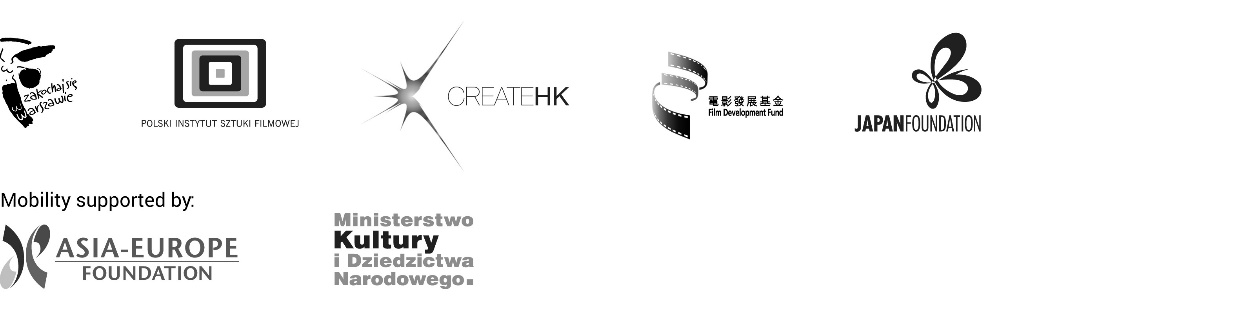 zakochaj się
w Warszawie
POLSKI INSTYTUT SZTUKI FILMOWEJ
CREATEHK
電影發展基金
Film Development Fund
JAPANFOUNDATION
Mobility supported by:
ASIA-EUROPE
FOUNDATION
Ministerstwo
Kultury
i Dziedzictwa
Narodowego.